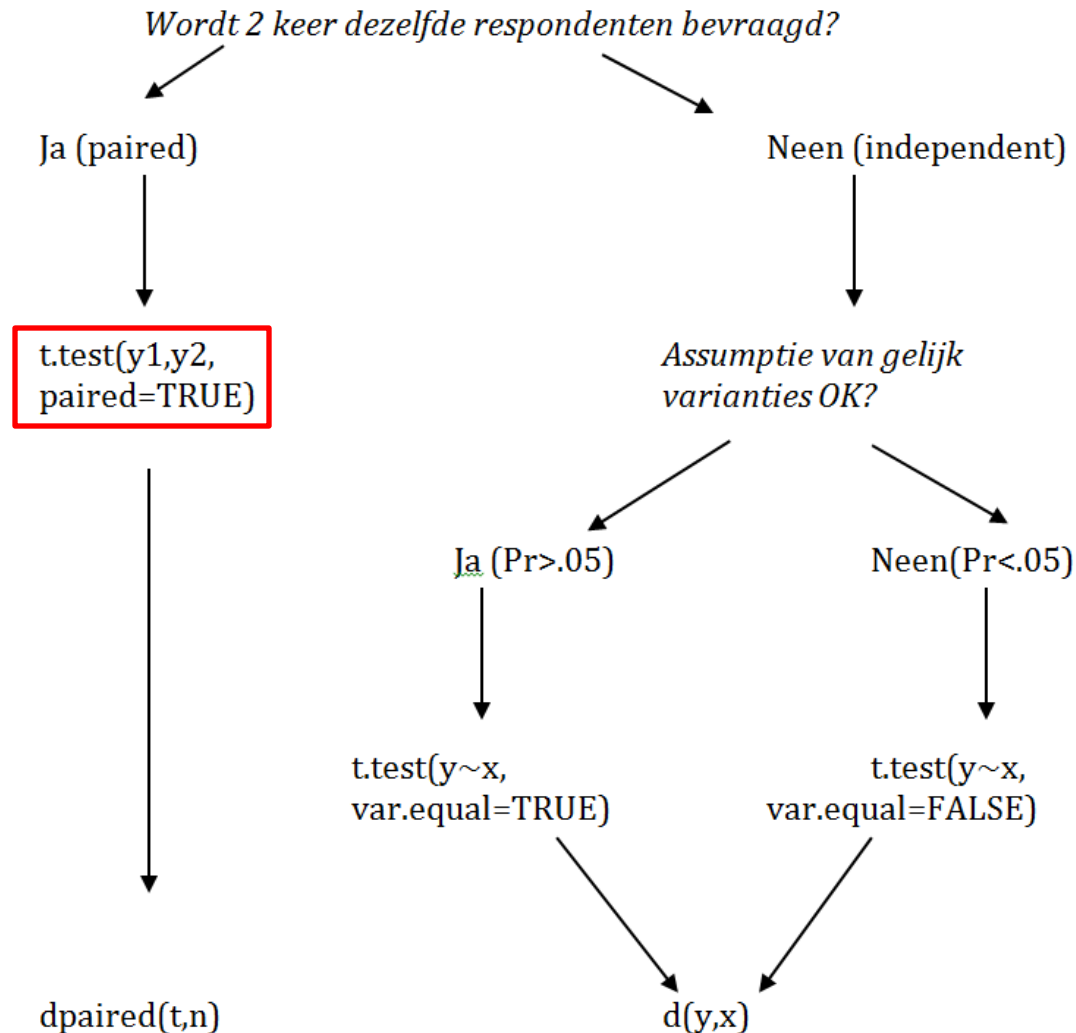 Wordt 2 keer dezelfde respondenten bevraagd?
Ja (paired)
Neen (independent)
t.test(y1,y2,
paired=TRUE)
Assumptie van gelijk
varianties OK?
Ja (Pr>.05)
Neen(Pr<.05)
t.test(y~x,
var.equal=TRUE)
t.test(y~x,
var.equal=FALSE)
dpaired(t,n)
d(y,x)